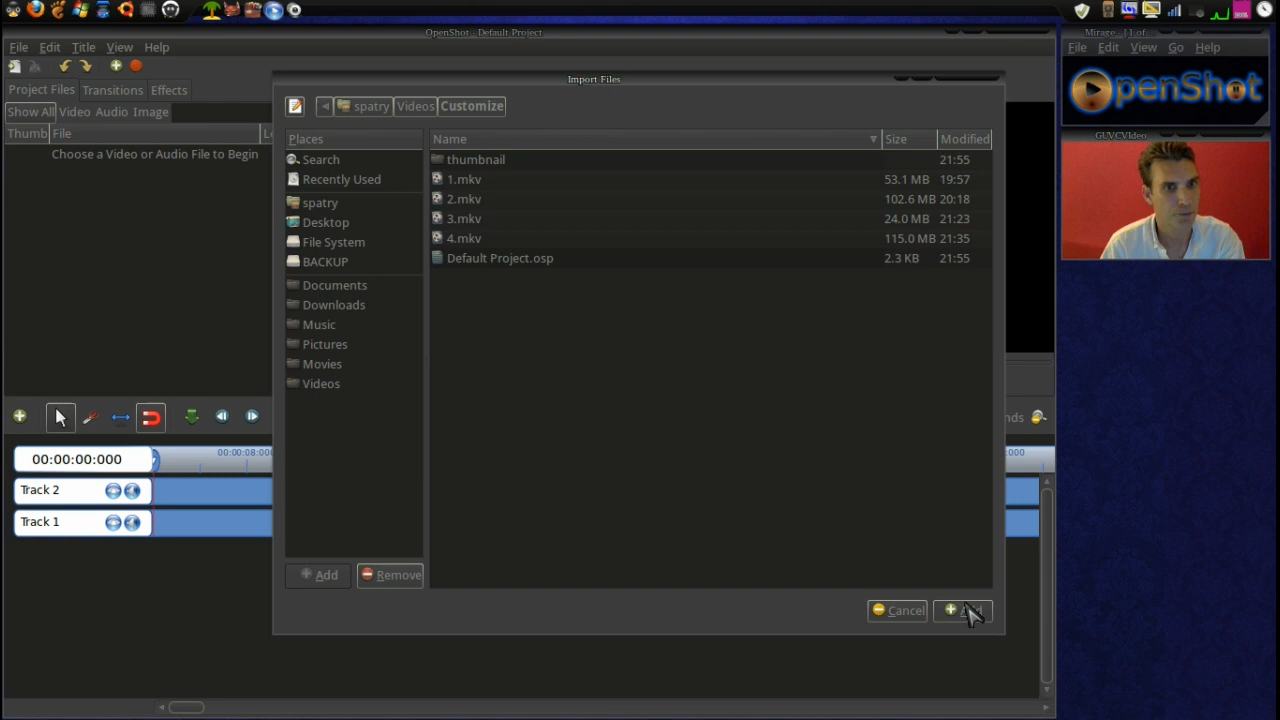 OpenShot - Default Project
File Edit Title View Help
Project Files Transitions Effects
Show All Video Audio Image
Thumb File
Choose a Video or Audio File to Begin
Import Files
spatry Videos Customize
Places
Search
Recently Used
spatry
Desktop
File System
BACKUP
Documents
Downloads
Music
Pictures
Movies
Videos
Add Remove
Name Size Modified
thumbnail 21:55
1.mkv 53.1 MB 19:57
2.mkv 102.6 MB 20:18
3.mkv 24.0 MB 21:23
4.mkv 115.0 MB 21:35
Default Project.osp 2.3 KB 21:55
Cancel
00:00:00:000
Track 2
Track 1
Mirage - [1 of...
File Edit View Go Help
OpenShot
GUVCVideo